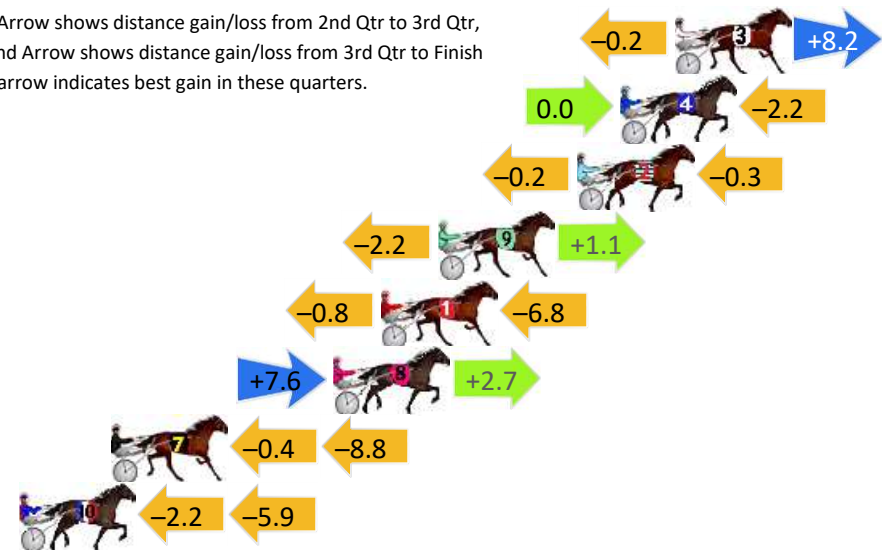 Arrow shows distance gain/loss from 2nd Qtr to 3rd Qtr,
nd Arrow shows distance gain/loss from 3rd Qtr to Finish
arrow indicates best gain in these quarters.
–0.2 3 +8.2
0.0 4 –2.2
–0.2 2 –0.3
–2.2 9 +1.1
–0.8 1 –6.8
+7.6 8 +2.7
7 –0.4 –8.8
10 –2.2 –5.9